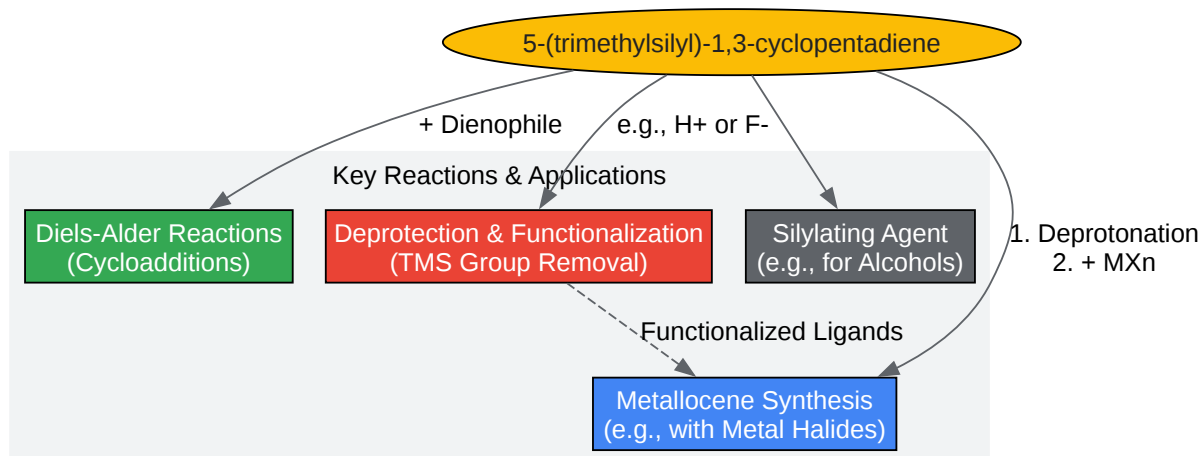 5-(trimethylsilyl)-1,3-cyclopentadiene
+ Dienophile
e.g., H+ or F-
Key Reactions & Applications
Diels-Alder Reactions
(Cycloadditions)
Deprotection & Functionalization
(TMS Group Removal)
Silylating Agent
(e.g., for Alcohols)
1. Deprotonation
2. + MXn
Functionalized Ligands
Metallocene Synthesis
(e.g., with Metal Halides)